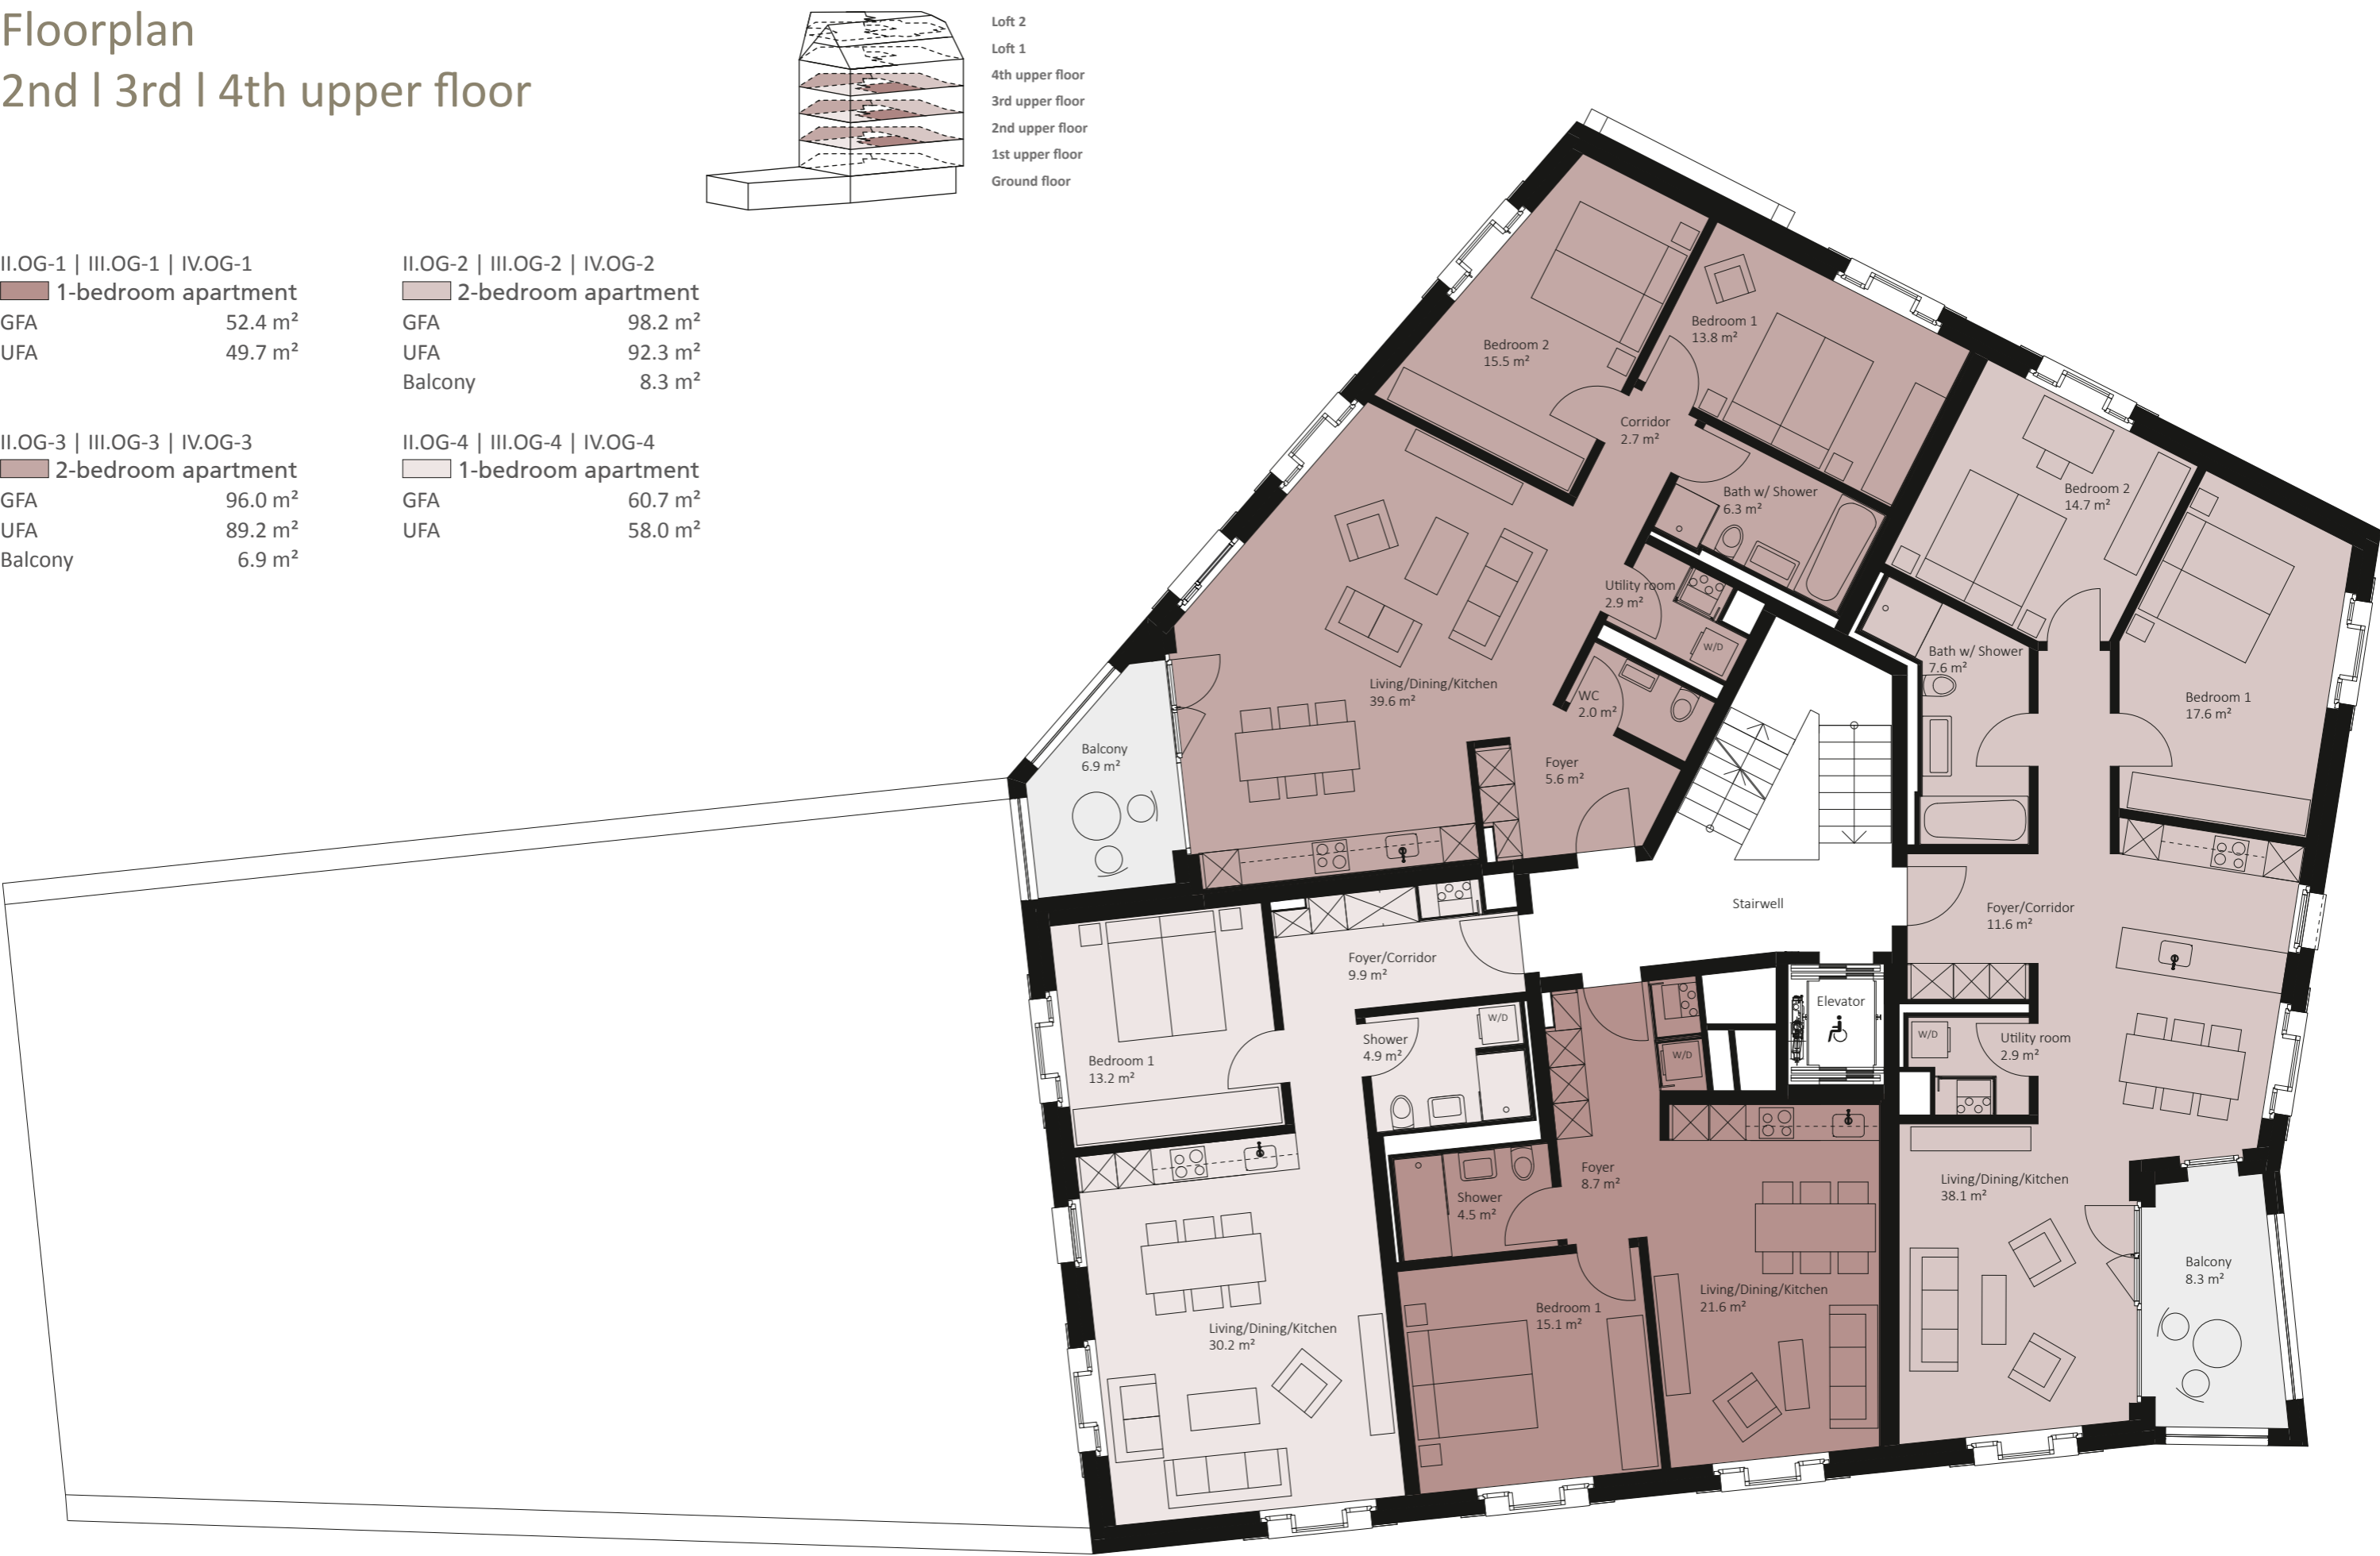 Floorplan
2nd l 3rd l 4th upper floor
Loft 2
Loft 1
4th upper floor
3rd upper floor
2nd upper floor
1st upper floor
Ground floor
II.OG-1 | III.OG-1 | IV.OG-1
1-bedroom apartment
GFA 52.4 m²
UFA 49.7 m²
II.OG-2 | III.OG-2 | IV.OG-2
2-bedroom apartment
GFA 98.2 m²
UFA 92.3 m²
Balcony 8.3 m²
II.OG-3 | III.OG-3 | IV.OG-3
2-bedroom apartment
GFA 96.0 m²
UFA 89.2 m²
Balcony 6.9 m²
II.OG-4 | III.OG-4 | IV.OG-4
1-bedroom apartment
GFA 60.7 m²
UFA 58.0 m²
Bedroom 2
15.5 m²
Bedroom 1
13.8 m²
Corridor
2.7 m²
Bath w/ Shower
6.3 m²
Utility room
2.9 m²
W/D
Living/Dining/Kitchen
39.6 m²
WC
2.0 m²
Foyer
5.6 m²
Balcony
6.9 m²
Bedroom 2
14.7 m²
Bath w/ Shower
7.6 m²
Bedroom 1
17.6 m²
Stairwell
Foyer/Corridor
11.6 m²
Elevator
W/D
Utility room
2.9 m²
Living/Dining/Kitchen
38.1 m²
Balcony
8.3 m²
Foyer/Corridor
9.9 m²
W/D
Shower
4.9 m²
Bedroom 1
13.2 m²
Living/Dining/Kitchen
30.2 m²
W/D
Foyer
8.7 m²
Shower
4.5 m²
Bedroom 1
15.1 m²
Living/Dining/Kitchen
21.6 m²